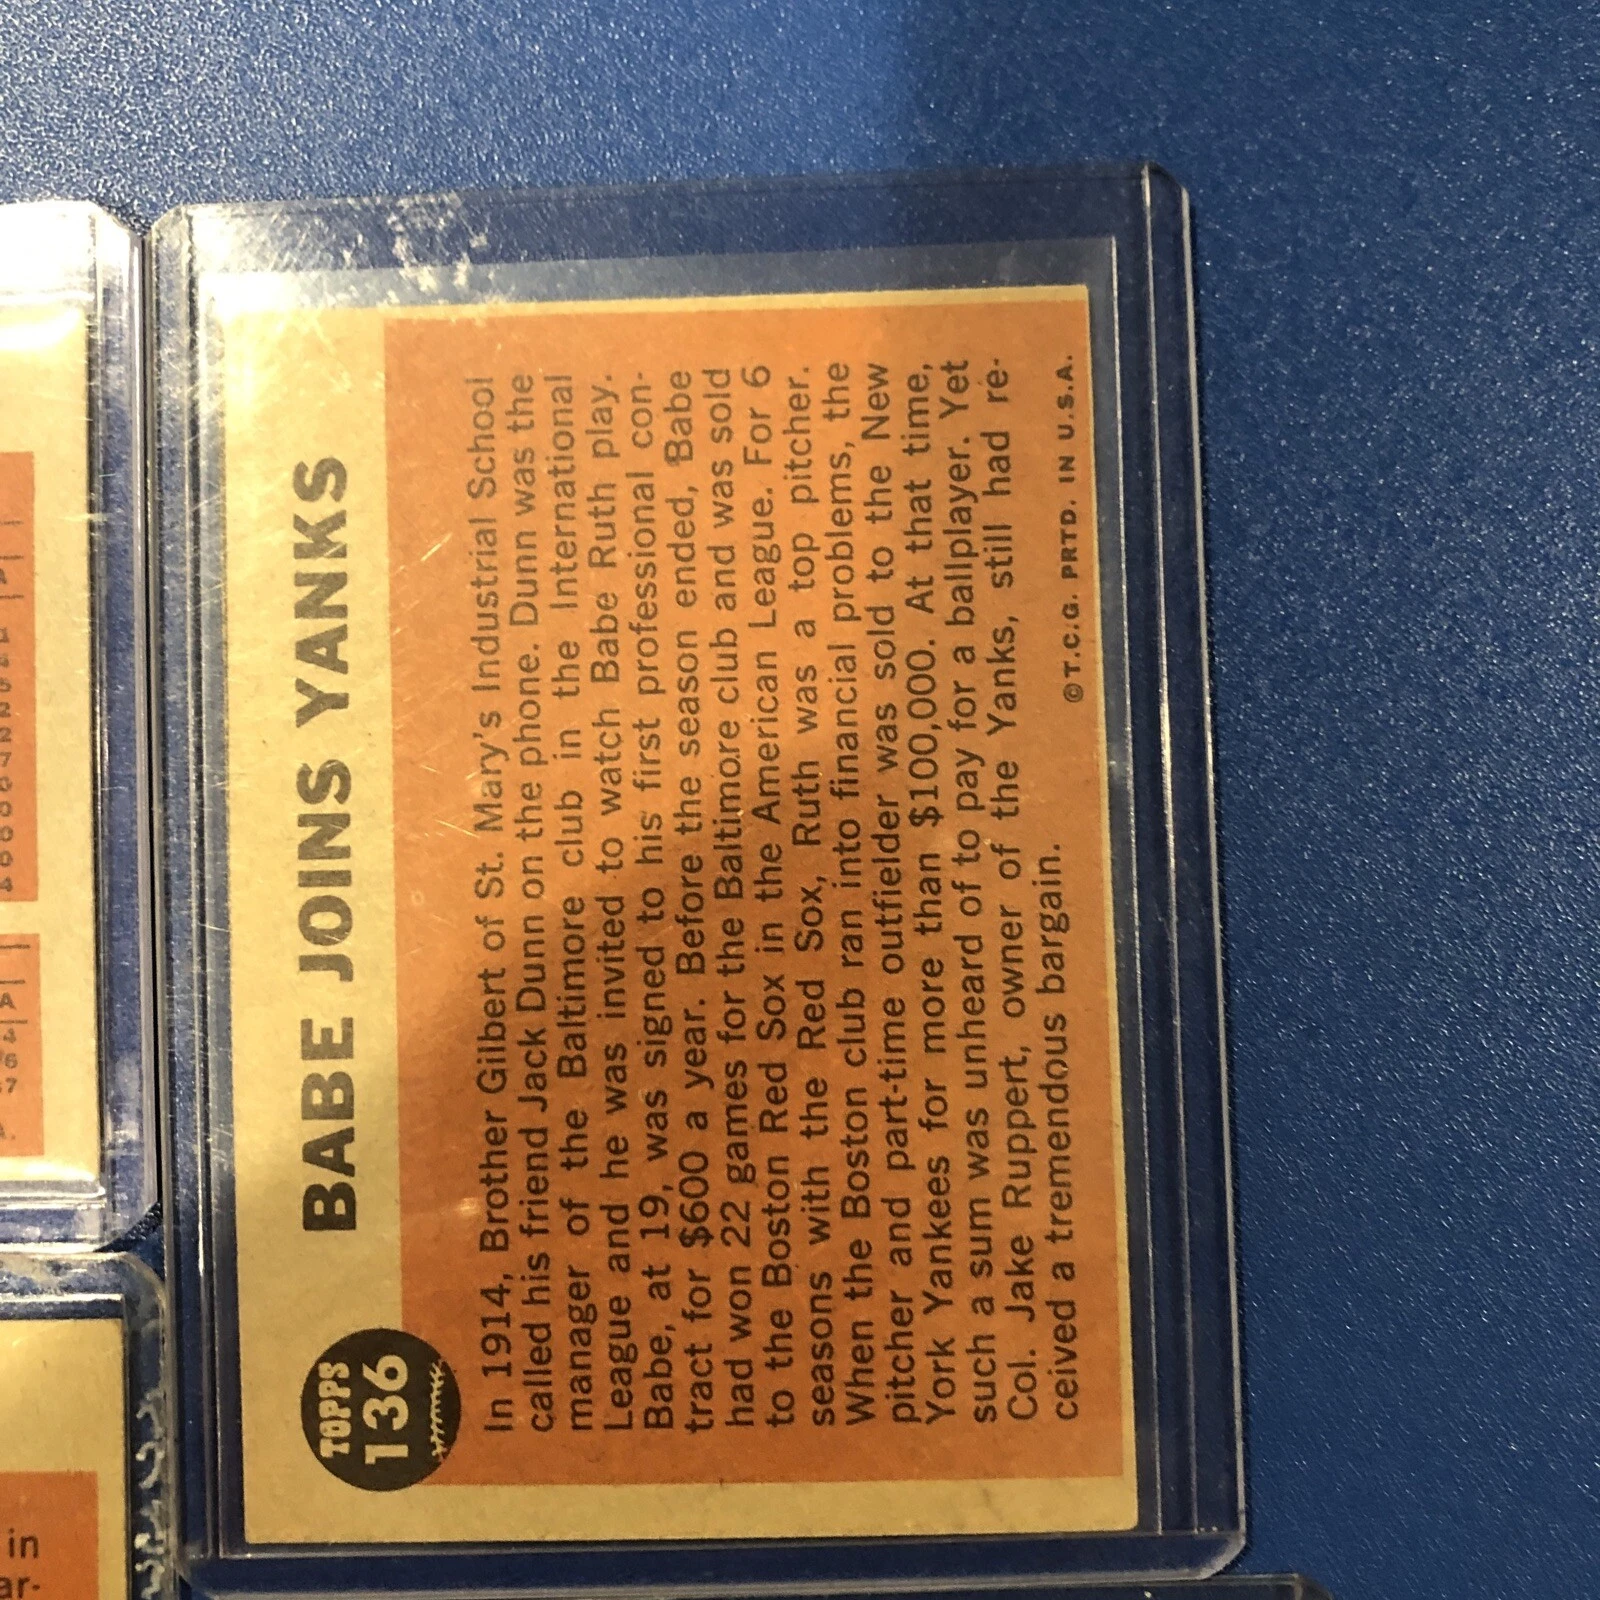 TOPPS
136
BABE JOINS YANKS
In 1914, Brother Gilbert of St. Mary's Industrial School
called his friend Jack Dunn on the phone. Dunn was the
manager of the Baltimore club in the International
League and he was invited to watch Babe Ruth play.
Babe, at 19, was signed to his first professional con-
tract for $600 a year. Before the season ended, Babe
had won 22 games for the Baltimore club and was sold
to the Boston Red Sox in the American League. For 6
seasons with the Red Sox, Ruth was a top pitcher.
When the Boston club ran into financial problems, the
pitcher and part-time outfielder was sold to the New
York Yankees for more than $100,000. At that time,
such a sum was unheard of to pay for a ballplayer. Yet
Col. Jake Ruppert, owner of the Yanks, still had re-
ceived a tremendous bargain.
©T.C.G. PRTD. IN U.S.A.
in
ar-